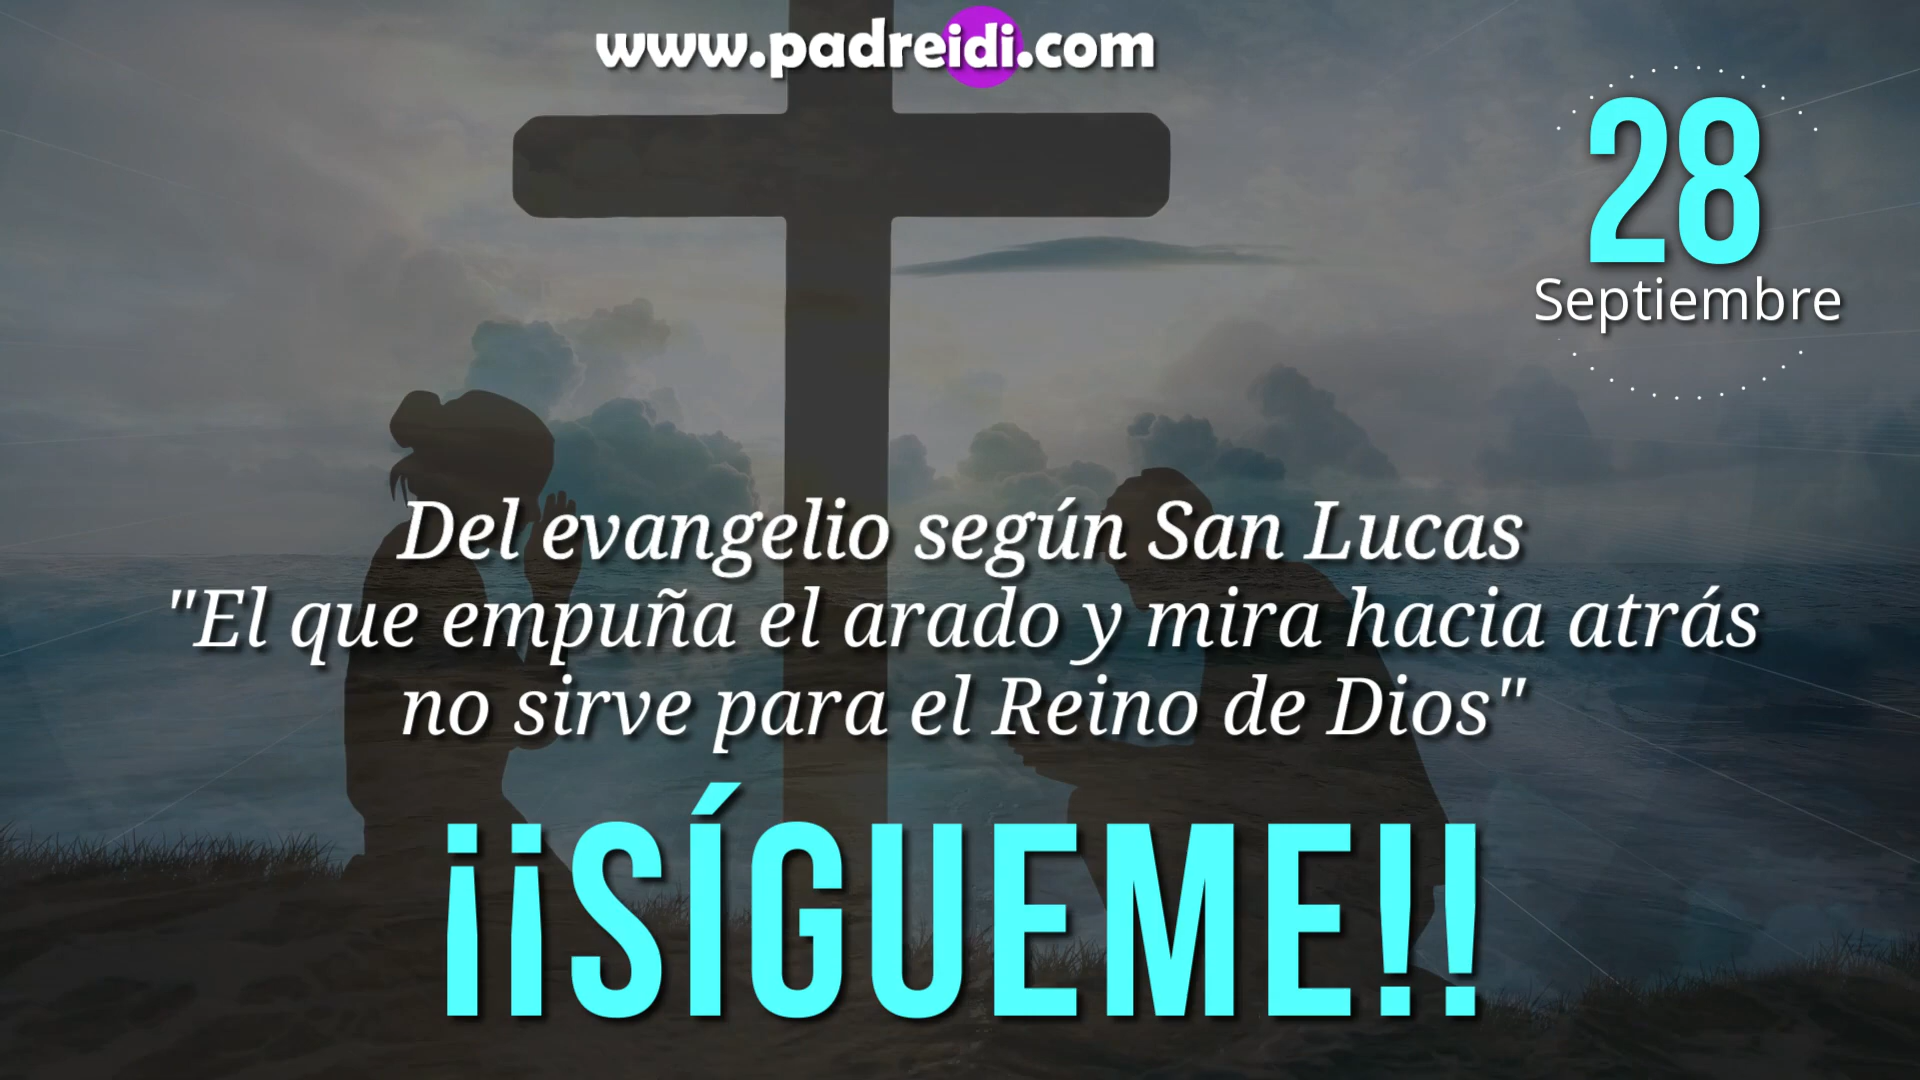 www.padreidi.com
28
Septiembre
Del evangelio según San Lucas
"El que empuña el arado y mira hacia atrás
no sirve para el Reino de Dios"
¡¡SÍGUEME!!